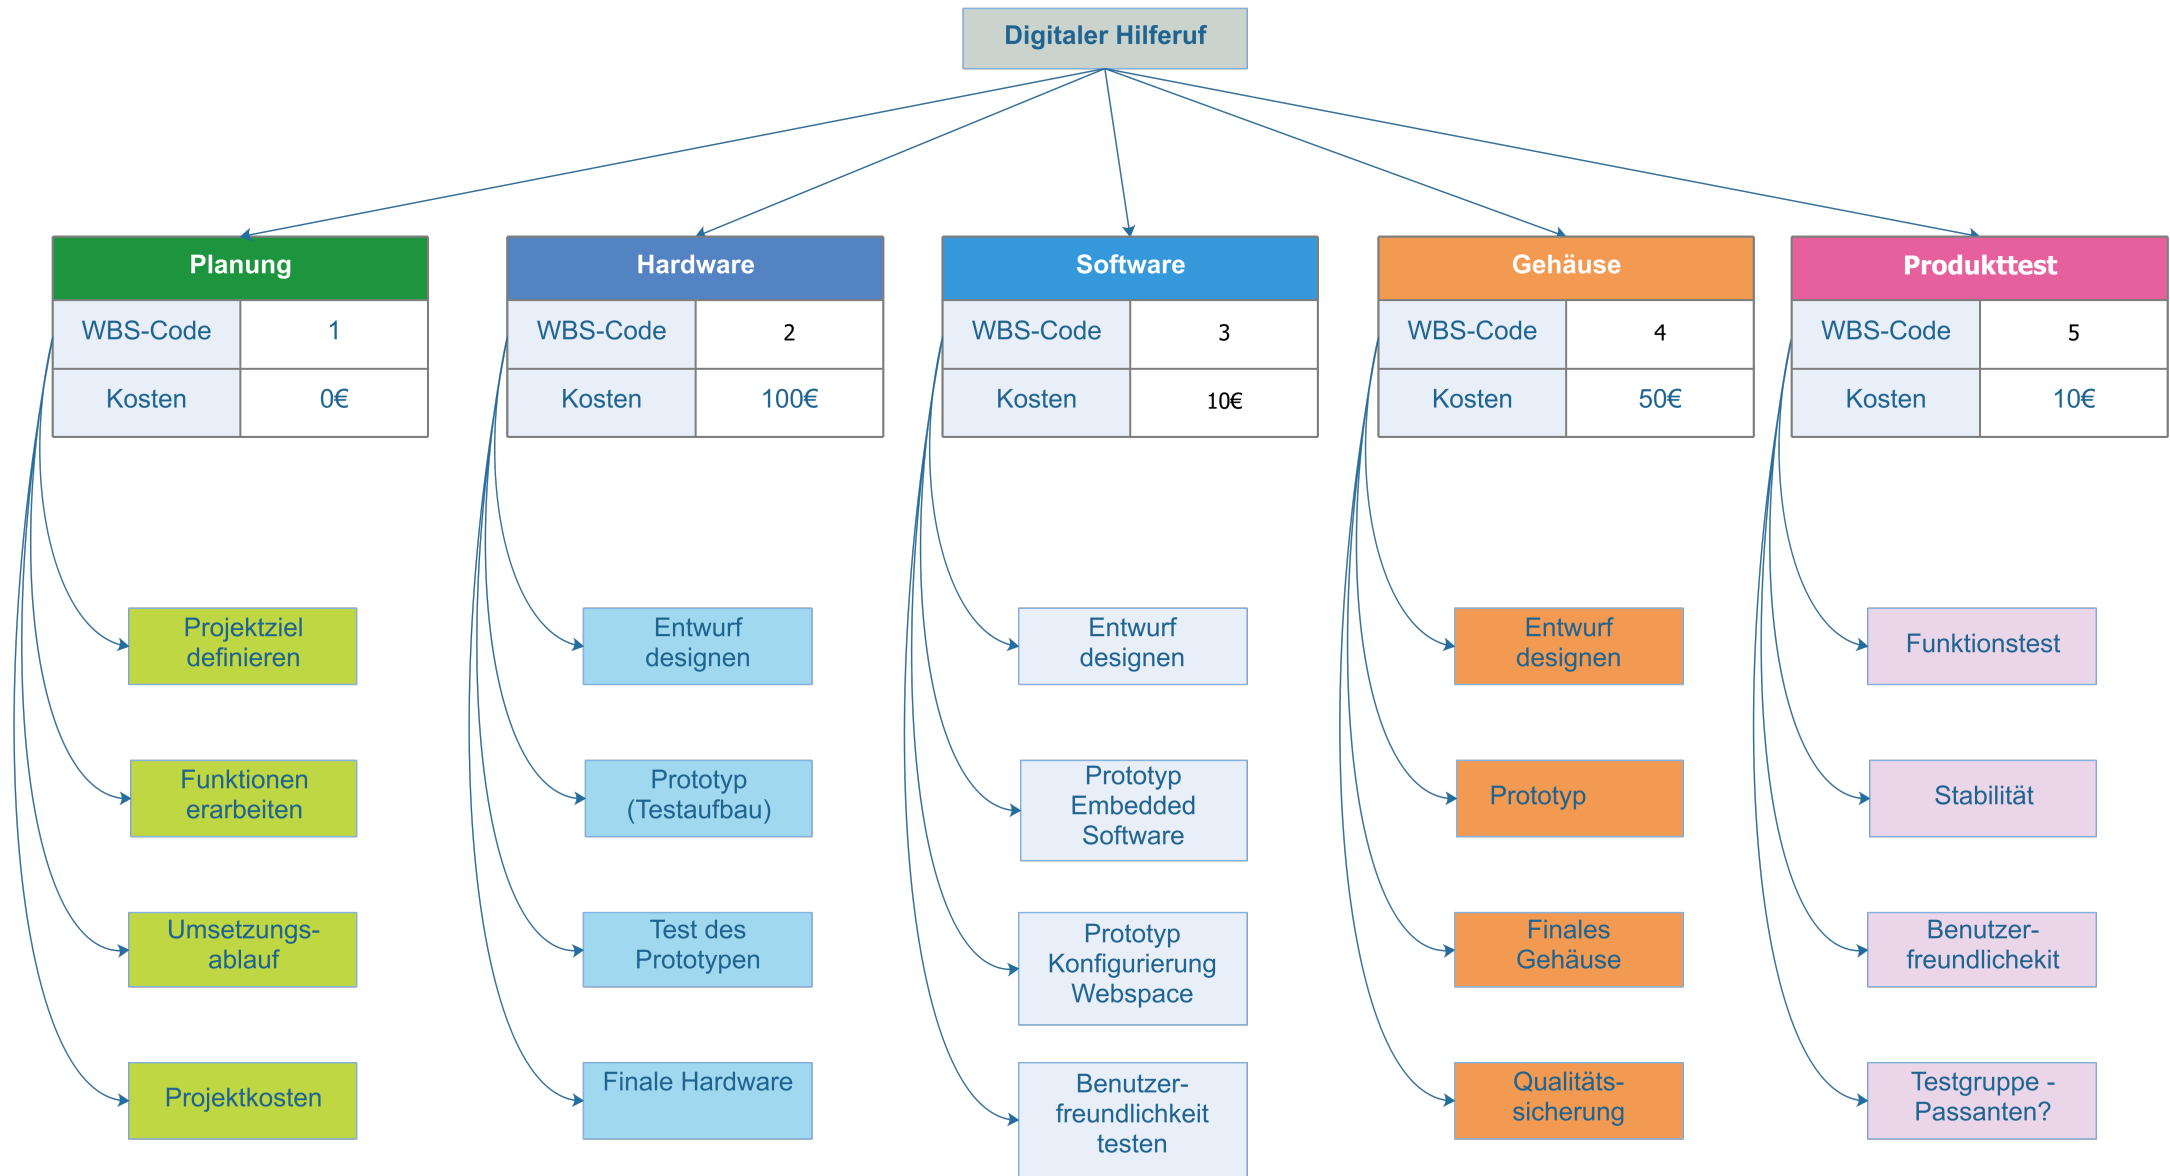 Digitaler Hilferuf
Planung
WBS-Code 1
Kosten 0€
Hardware
WBS-Code 2
Kosten 100€
Software
WBS-Code 3
Kosten 10€
Gehäuse
WBS-Code 4
Kosten 50€
Produkttest
WBS-Code 5
Kosten 10€
Projektziel
definieren
Funktionen
erarbeiten
Umsetzungs-
ablauf
Projektkosten
Entwurf
designen
Prototyp
(Testaufbau)
Test des
Prototypen
Finale Hardware
Entwurf
designen
Prototyp
Embedded
Software
Prototyp
Konfigurierung
Webspace
Benutzer-
freundlichkeit
testen
Entwurf
designen
Prototyp
Finales
Gehäuse
Qualitäts-
sicherung
Funktionstest
Stabilität
Benutzer-
freundlichekit
Testgruppe -
Passanten?